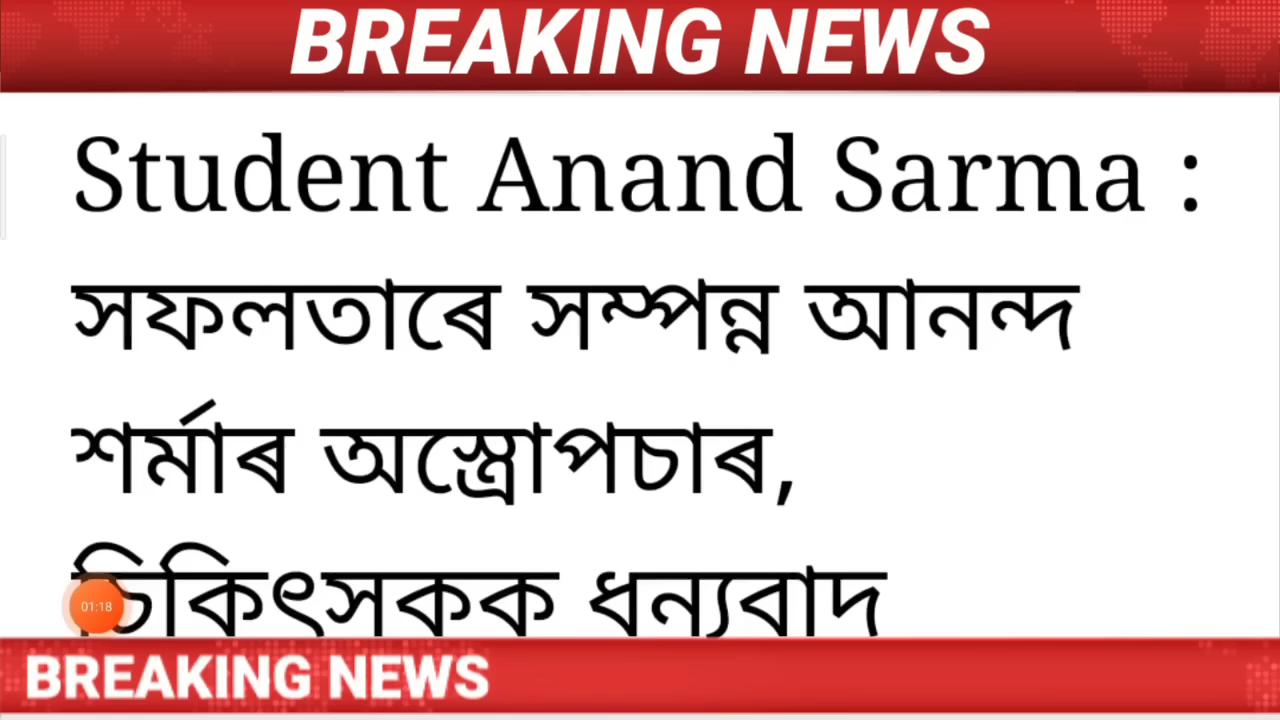 BREAKING NEWS
Student Anand Sarma :
সফলতাৰে সম্পন্ন আনন্দ
শৰ্মাৰ অস্ত্ৰোপচাৰ,
চিকিৎসকক ধন্যবাদ
01:18
BREAKING NEWS